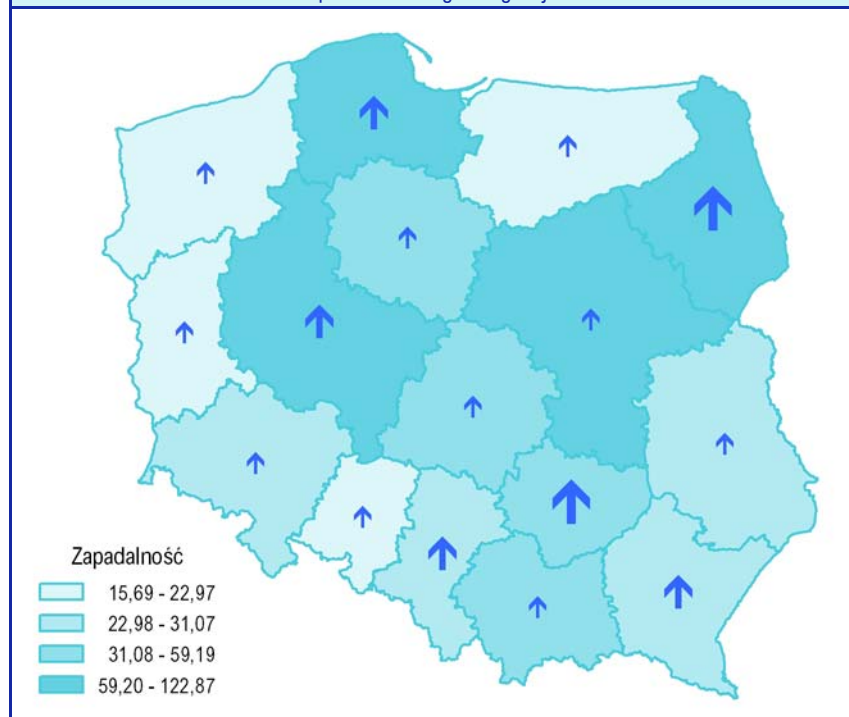 Zapadalność
15,69 - 22,97
22,98 - 31,07
31,08 - 59,19
59,20 - 122,87